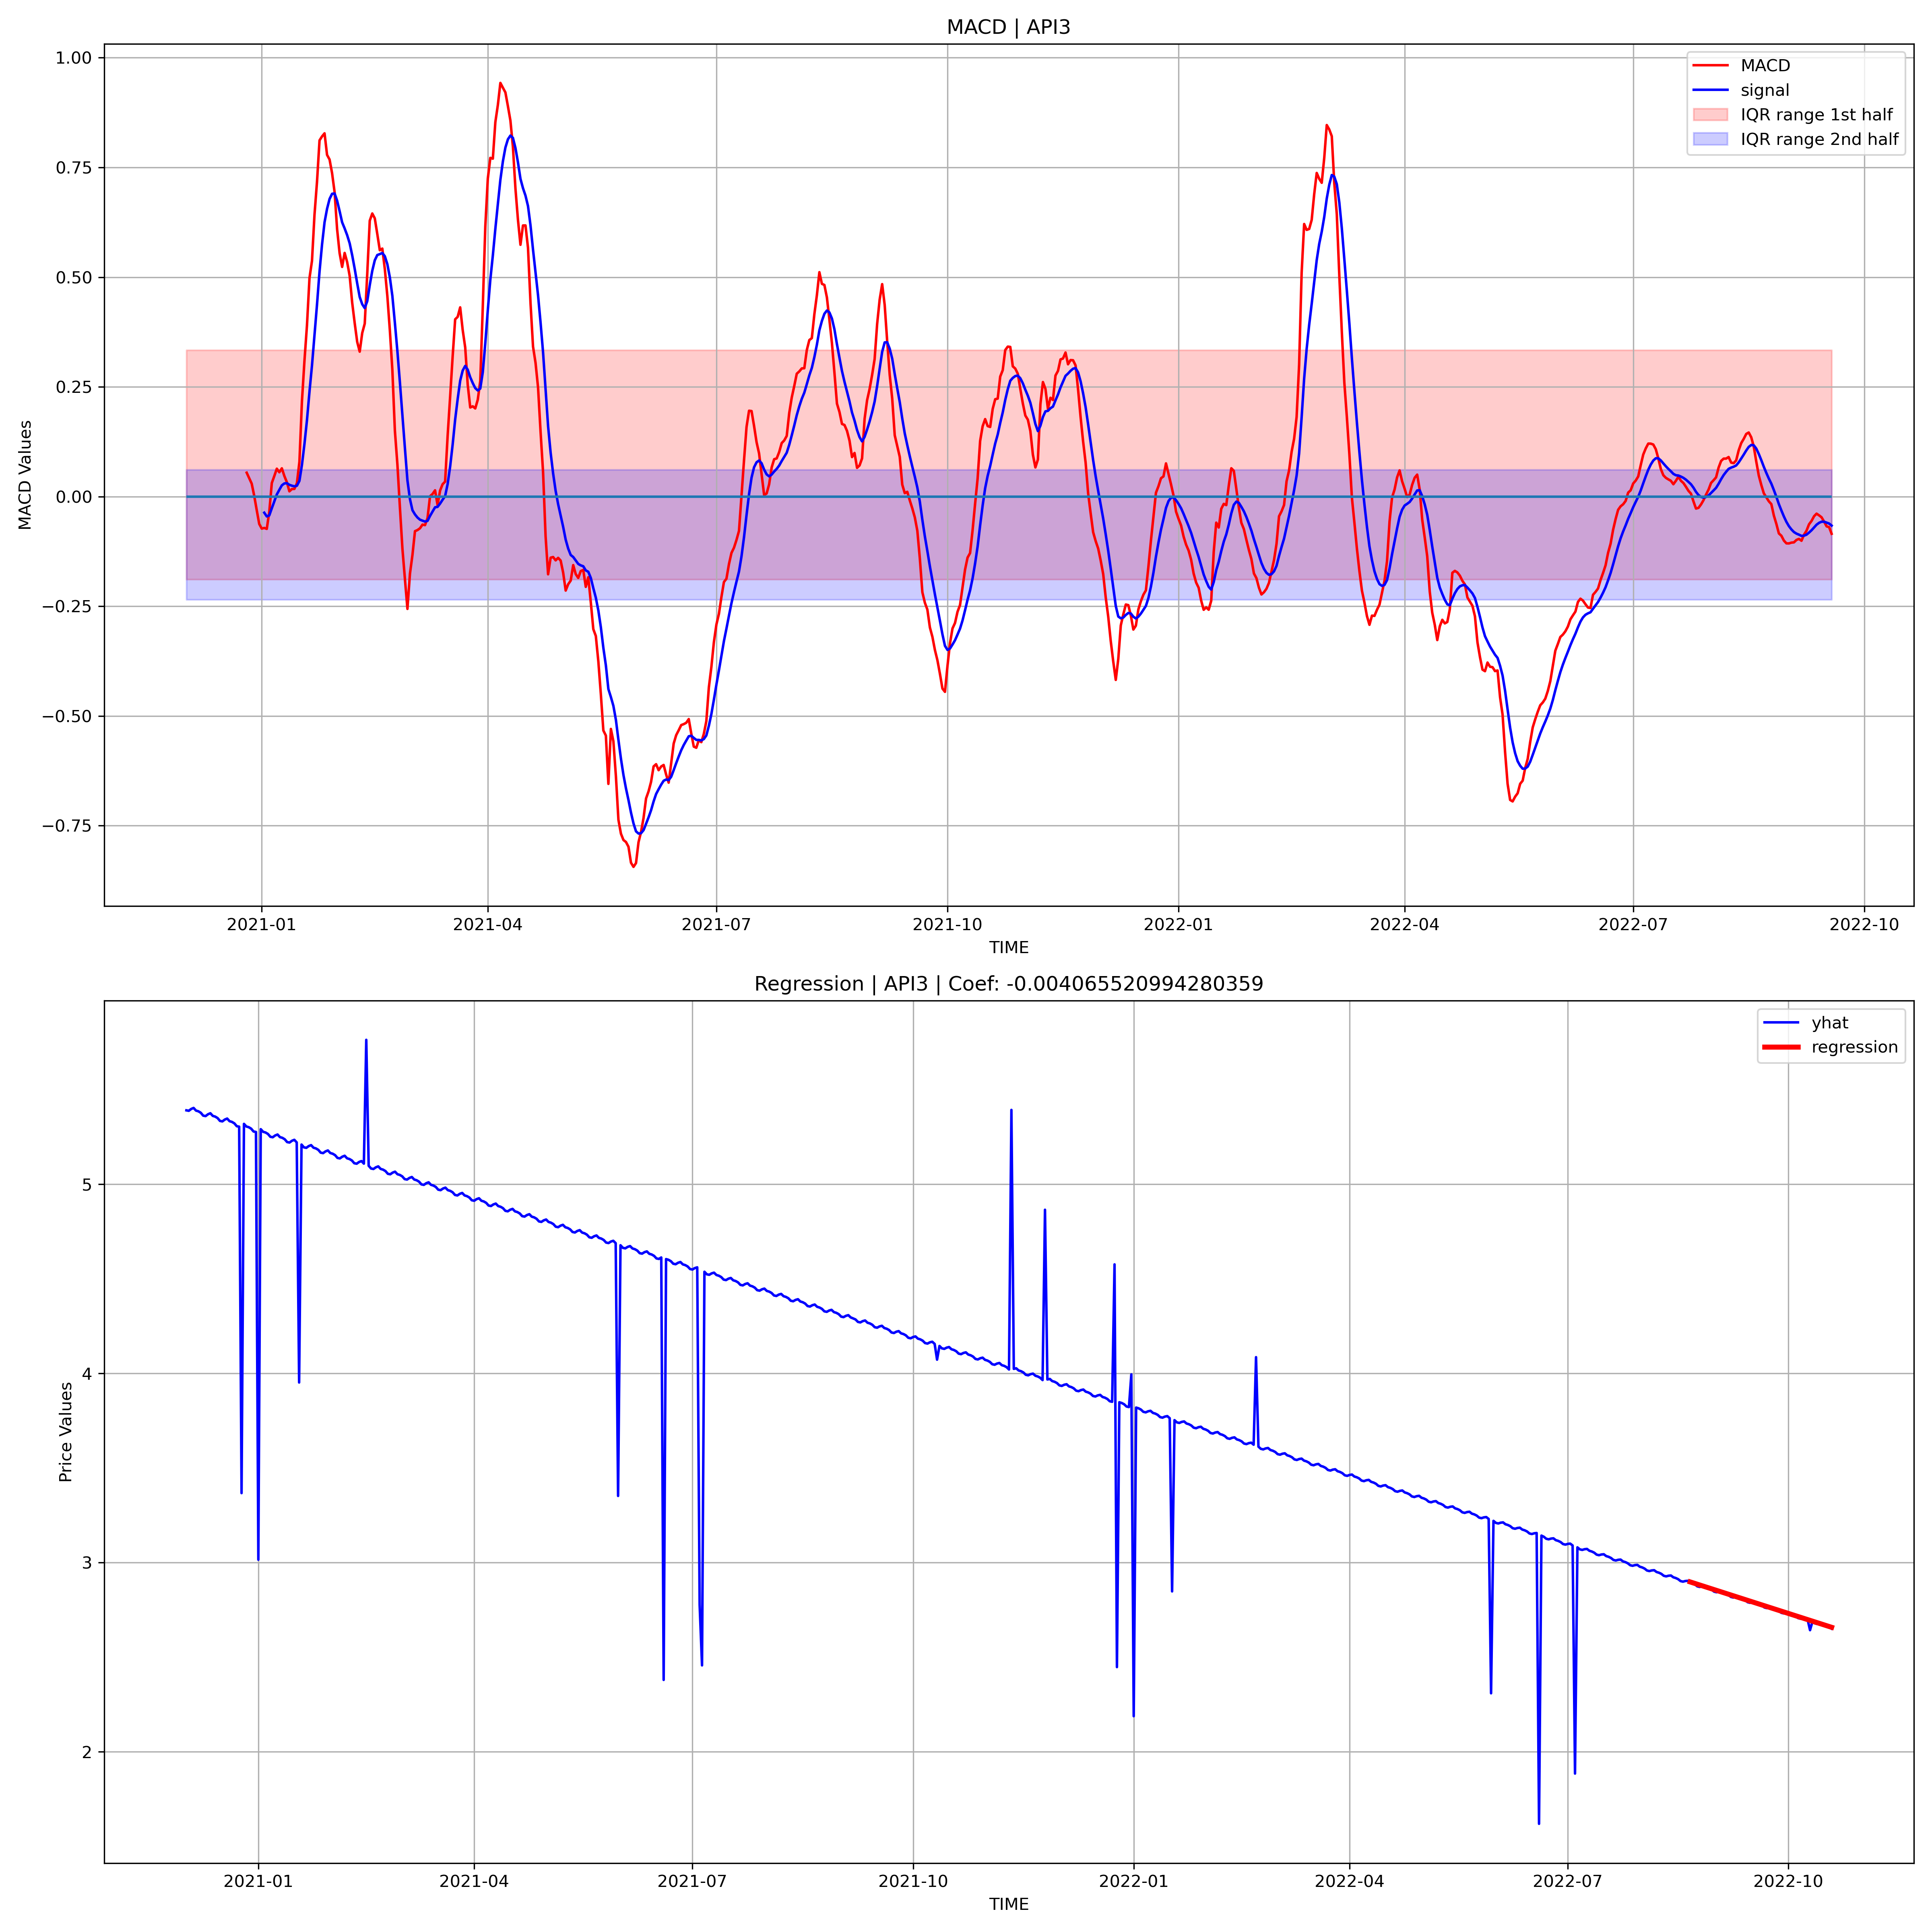 MACD | API3
MACD
signal
IQR range 1st half
IQR range 2nd half
MACD Values
1.00
0.75
0.50
0.25
0.00
−0.25
−0.50
−0.75
2021-01 2021-04 2021-07 2021-10 2022-01 2022-04 2022-07 2022-10
TIME
Regression | API3 | Coef: -0.004065520994280359
yhat
regression
Price Values
5
4
3
2
2021-01 2021-04 2021-07 2021-10 2022-01 2022-04 2022-07 2022-10
TIME